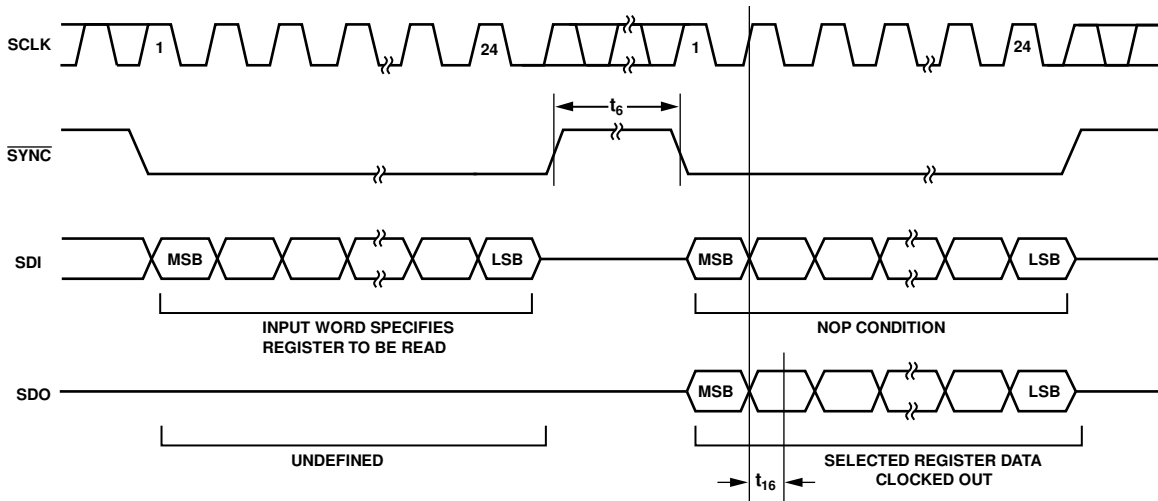 SCLK 1 24 1 24
t6
SYNC
SDI MSB LSB MSB LSB
INPUT WORD SPECIFIES
REGISTER TO BE READ
NOP CONDITION
SDO MSB LSB
UNDEFINED
SELECTED REGISTER DATA
CLOCKED OUT
t16